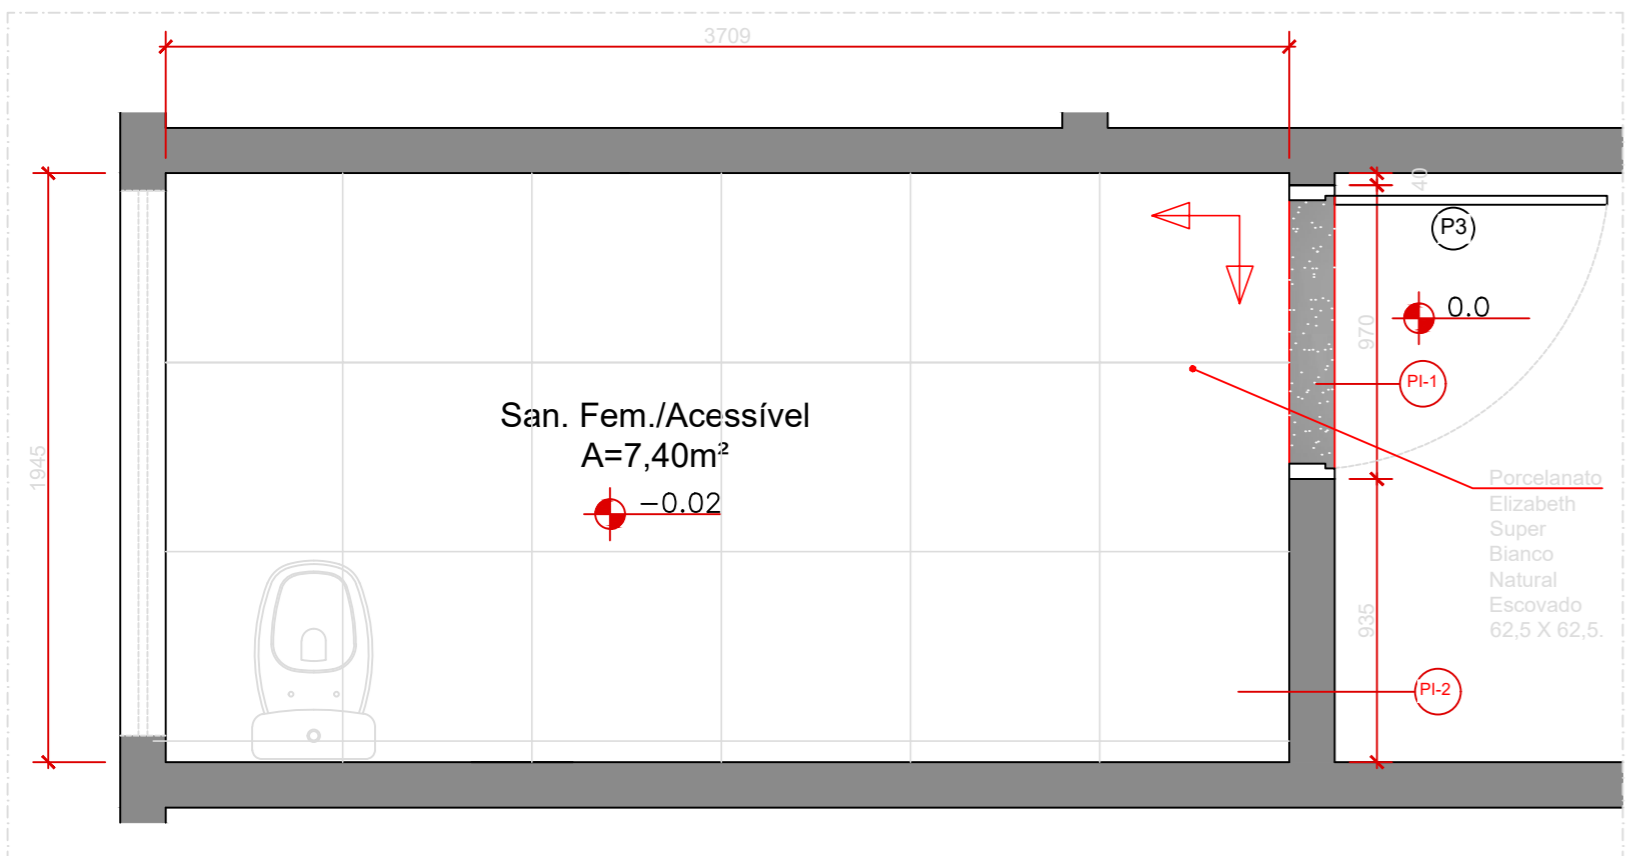 3709
40
P3
0.0
970
PI-1
San. Fem./Acessível
A=7,40m²
-0.02
1945
Porcelanato
Elizabeth
Super
Bianco
Natural
Escovado
62,5 X 62,5.
935
PI-2